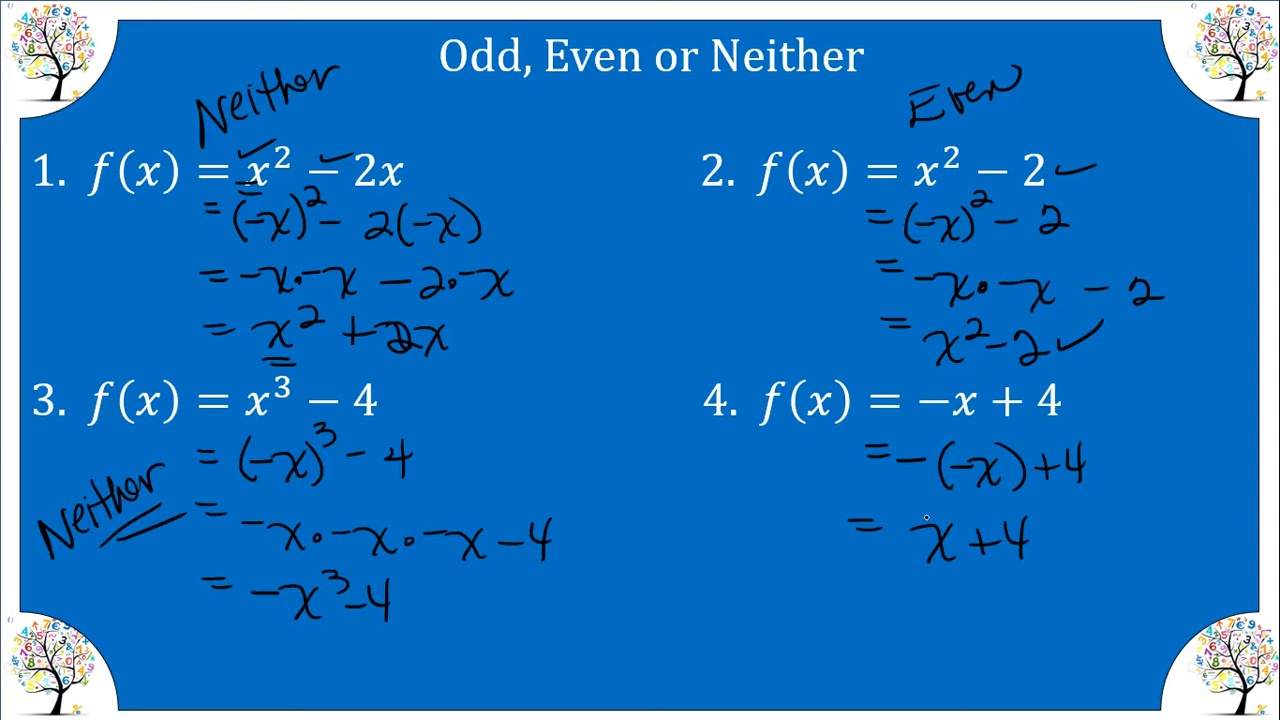 Odd, Even or Neither
Neither
1. f(x) = x² − 2x
= (-x)² - 2(-x)
= -x·-x - 2·-x
= x² + 2x
Even
2. f(x) = x² − 2
= (-x)² - 2
= -x·-x - 2
= x² - 2
3. f(x) = x³ − 4
= (-x)³ - 4
= -x·-x·-x - 4
= -x³ - 4
Neither
4. f(x) = −x + 4
= -(-x) + 4
= x + 4